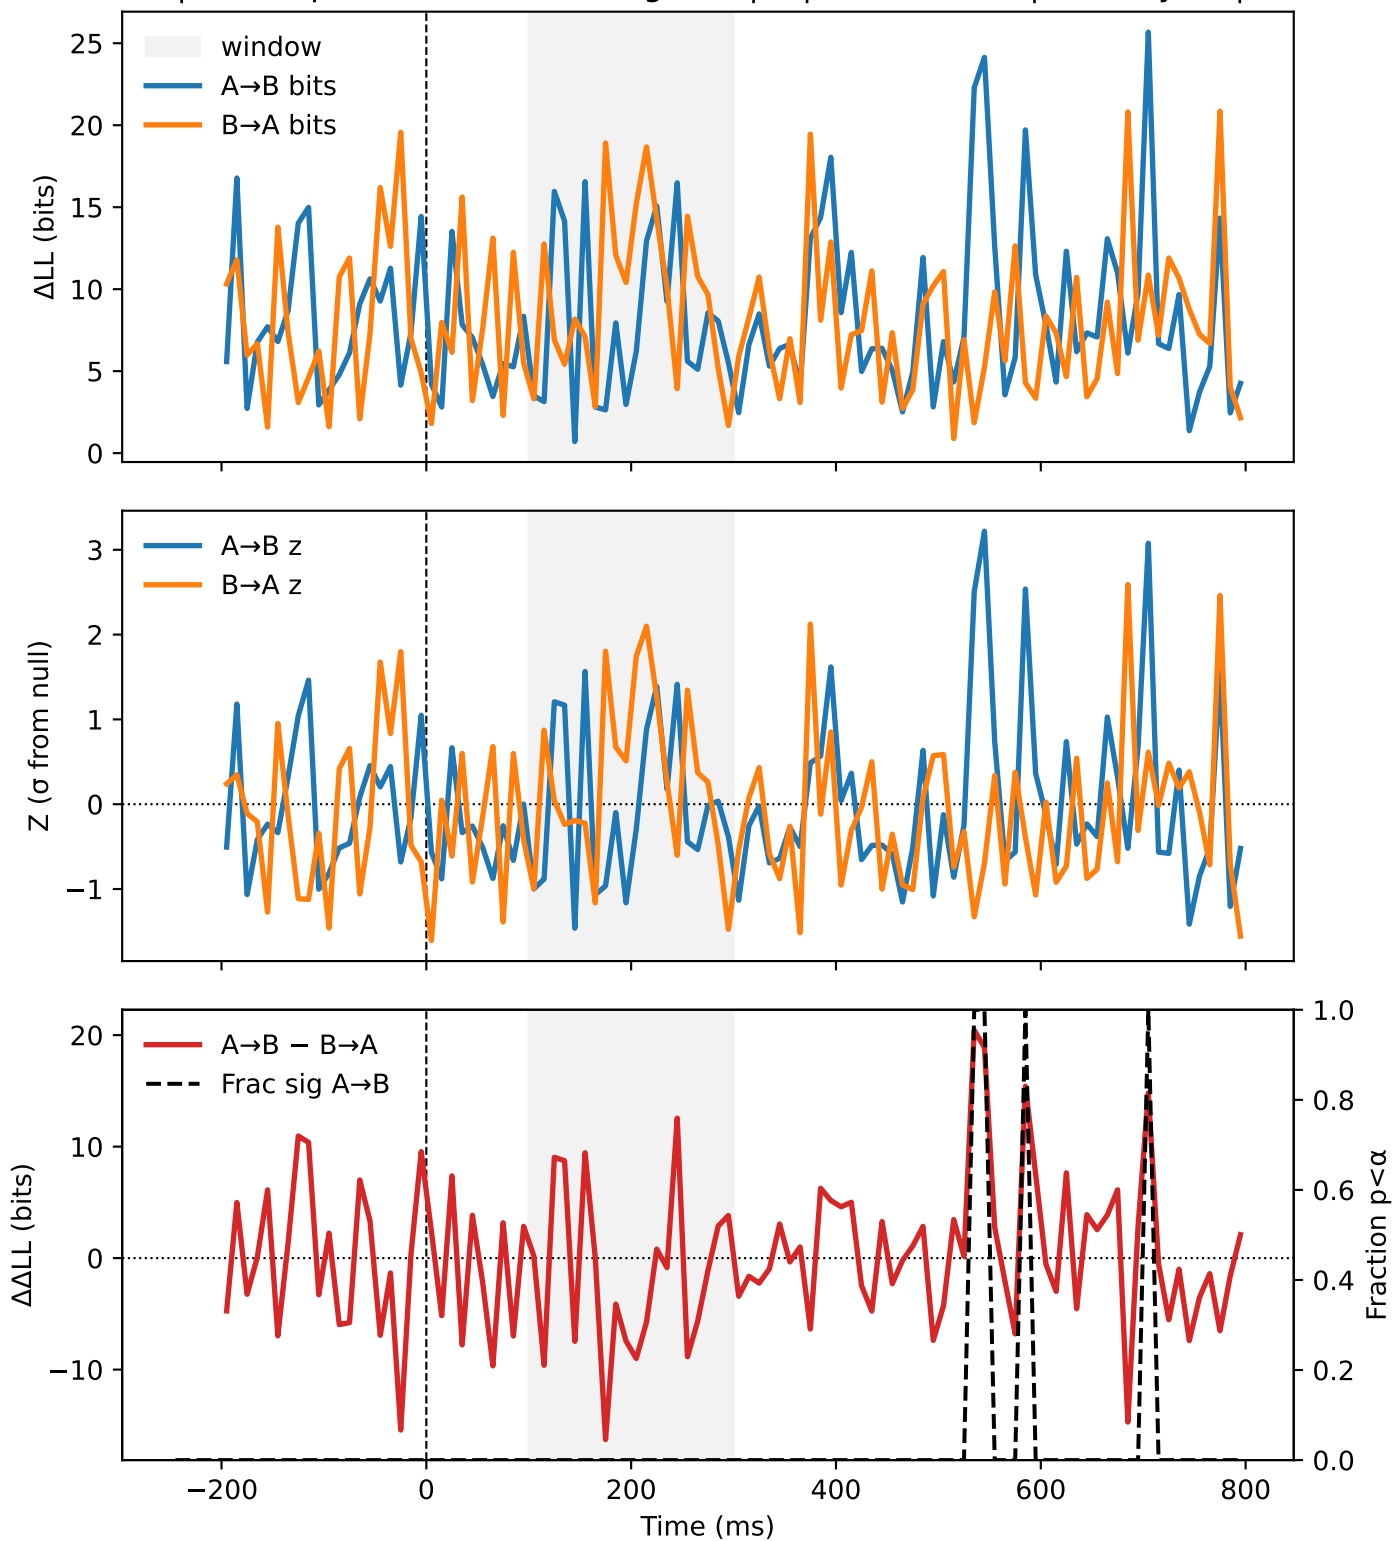 25
20
15
10
5
0
ΔLL (bits)
window
A→B bits
B→A bits
3
2
1
0
−1
Z (σ from null)
A→B z
B→A z
20
10
0
−10
ΔΔLL (bits)
A→B − B→A
Frac sig A→B
1.0
0.8
0.6
0.4
0.2
0.0
Fraction p<α
−200 0 200 400 600 800
Time (ms)